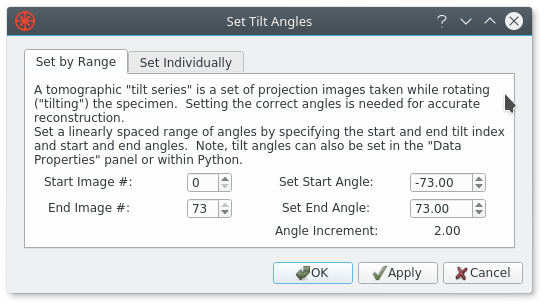 Set Tilt Angles
Set by Range Set Individually
A tomographic "tilt series" is a set of projection images taken while rotating
("tilting") the specimen.  Setting the correct angles is needed for accurate
reconstruction.
Set a linearly spaced range of angles by specifying the start and end tilt index
and start and end angles.  Note, tilt angles can also be set in the "Data
Properties" panel or within Python.
Start Image #: 0 Set Start Angle: -73.00
End Image #: 73 Set End Angle: 73.00
Angle Increment: 2.00
OK Apply Cancel